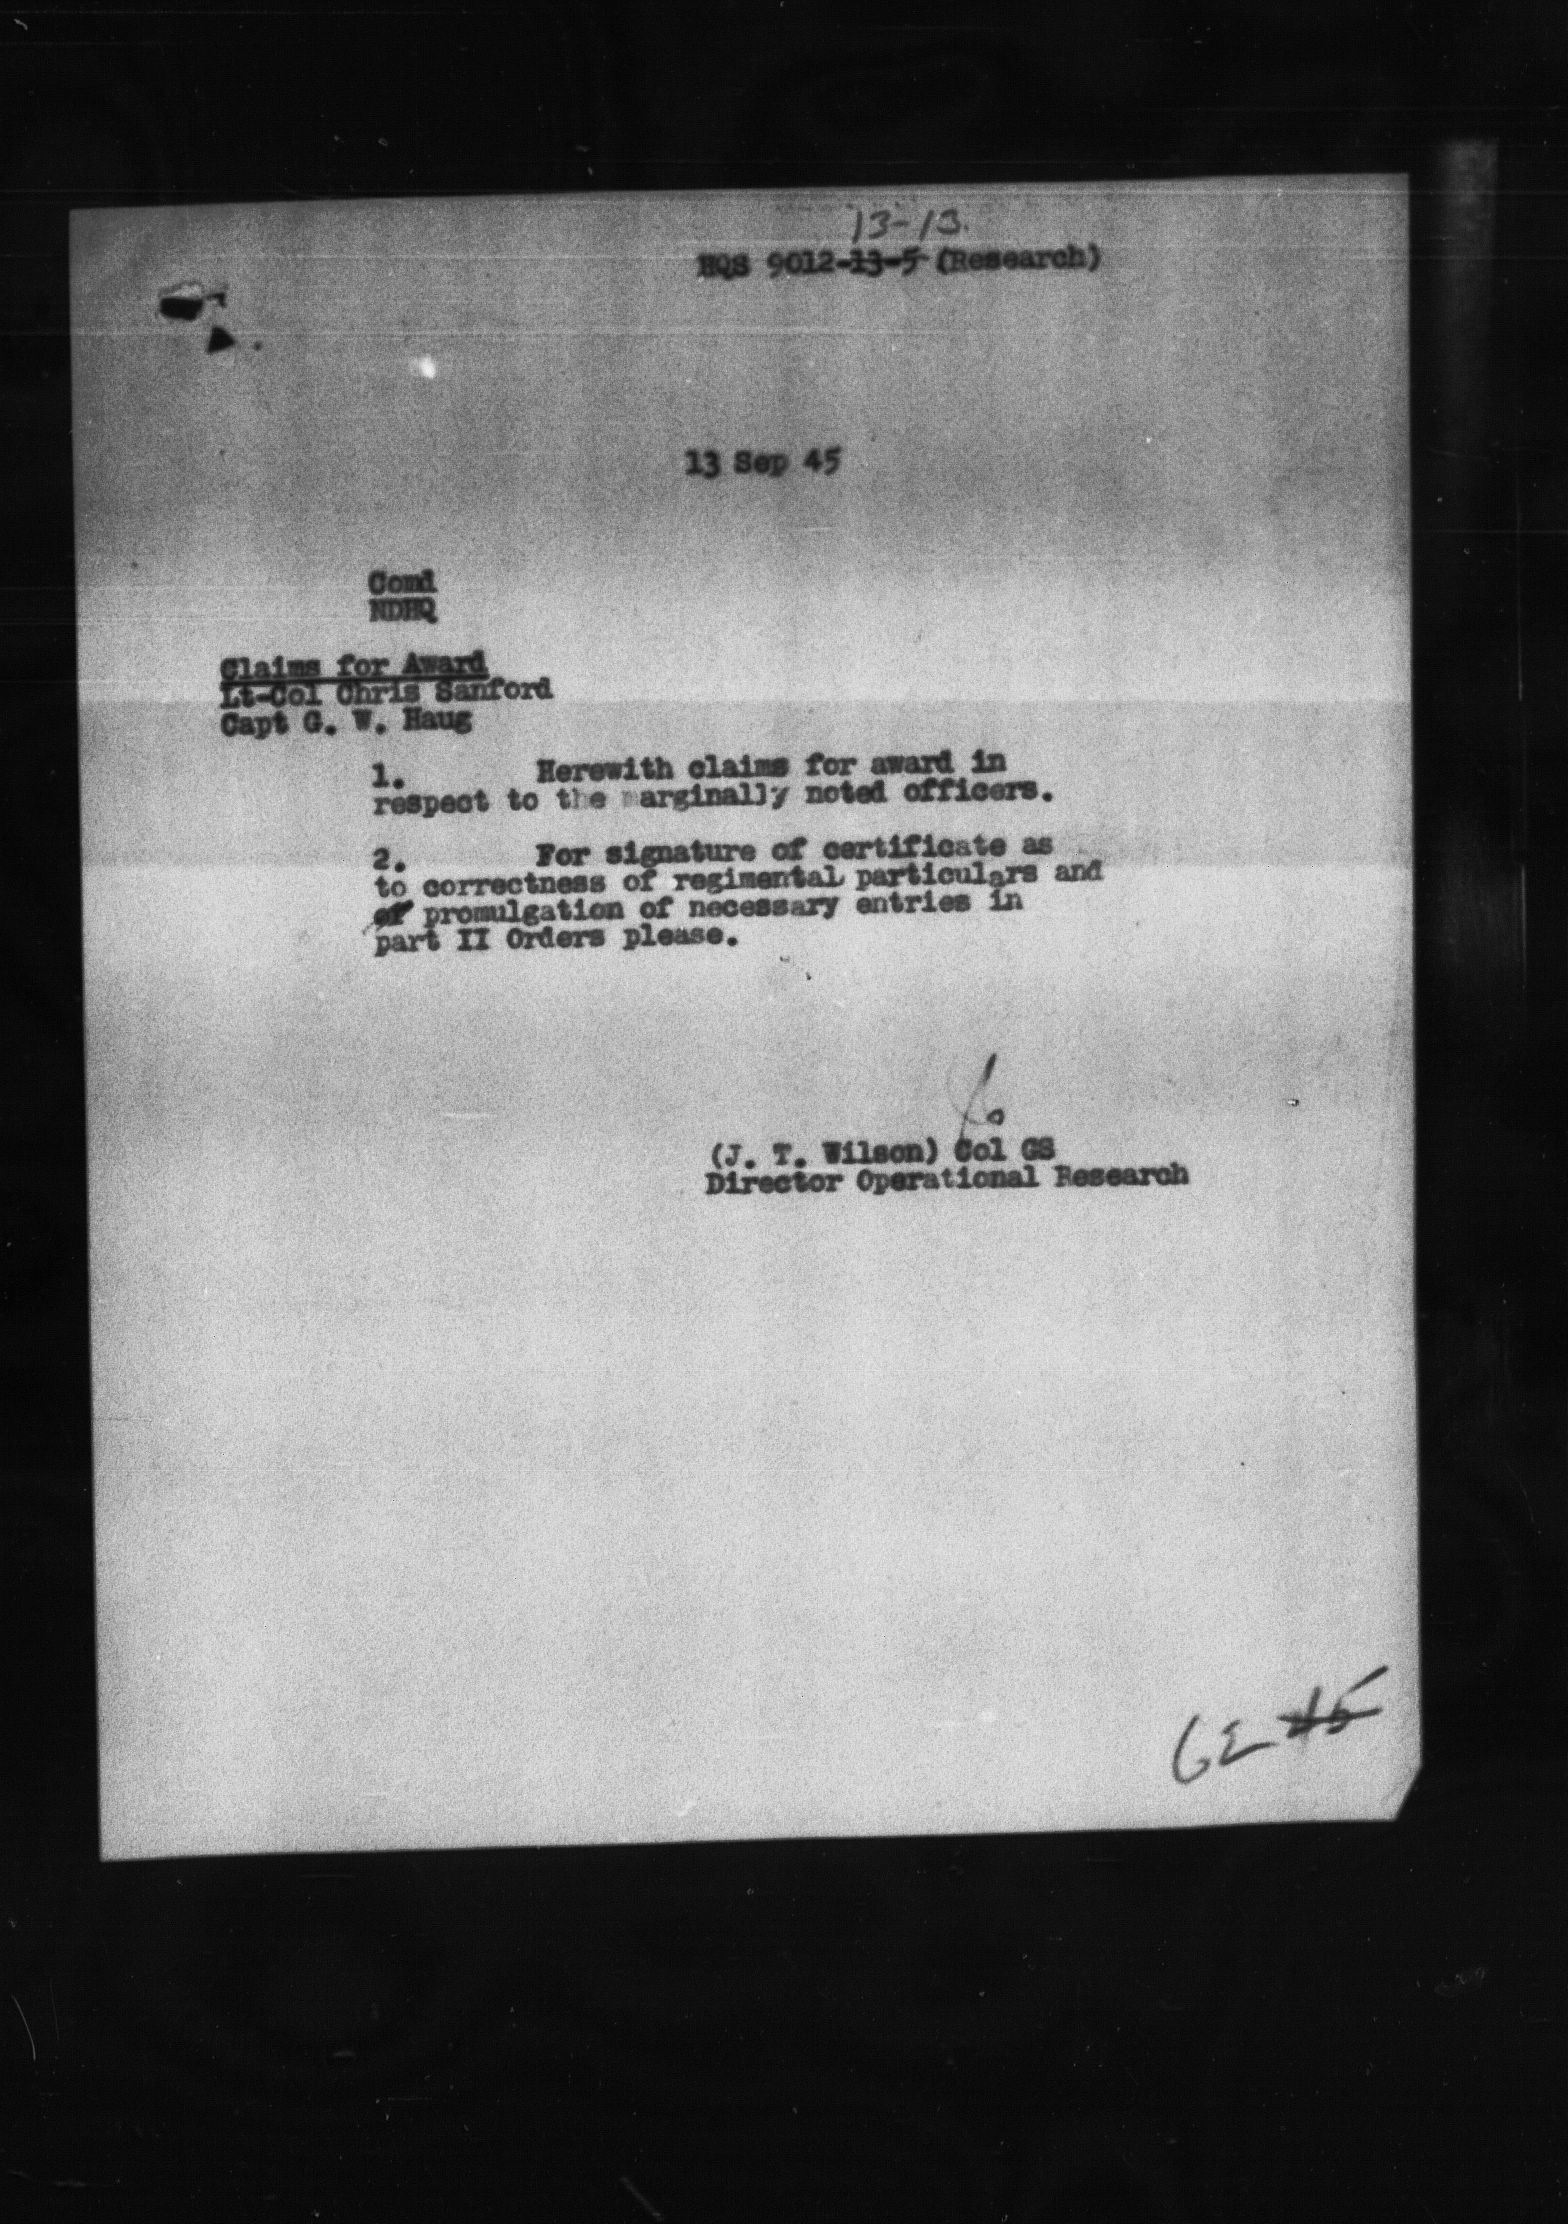 13-13.
HQS 9012-13-5 (Research)
13 Sep 45
Comd
NDHQ
Claims for Award
Lt-Col Chris Sanford
Capt G. W. Haug
1. Herewith claims for award in
respect to the marginally noted officers.
2. For signature of certificate as
to correctness of regimental particulars and
of promulgation of necessary entries in
part II Orders please.
(J. T. Wilson) Col GS
Director Operational Research